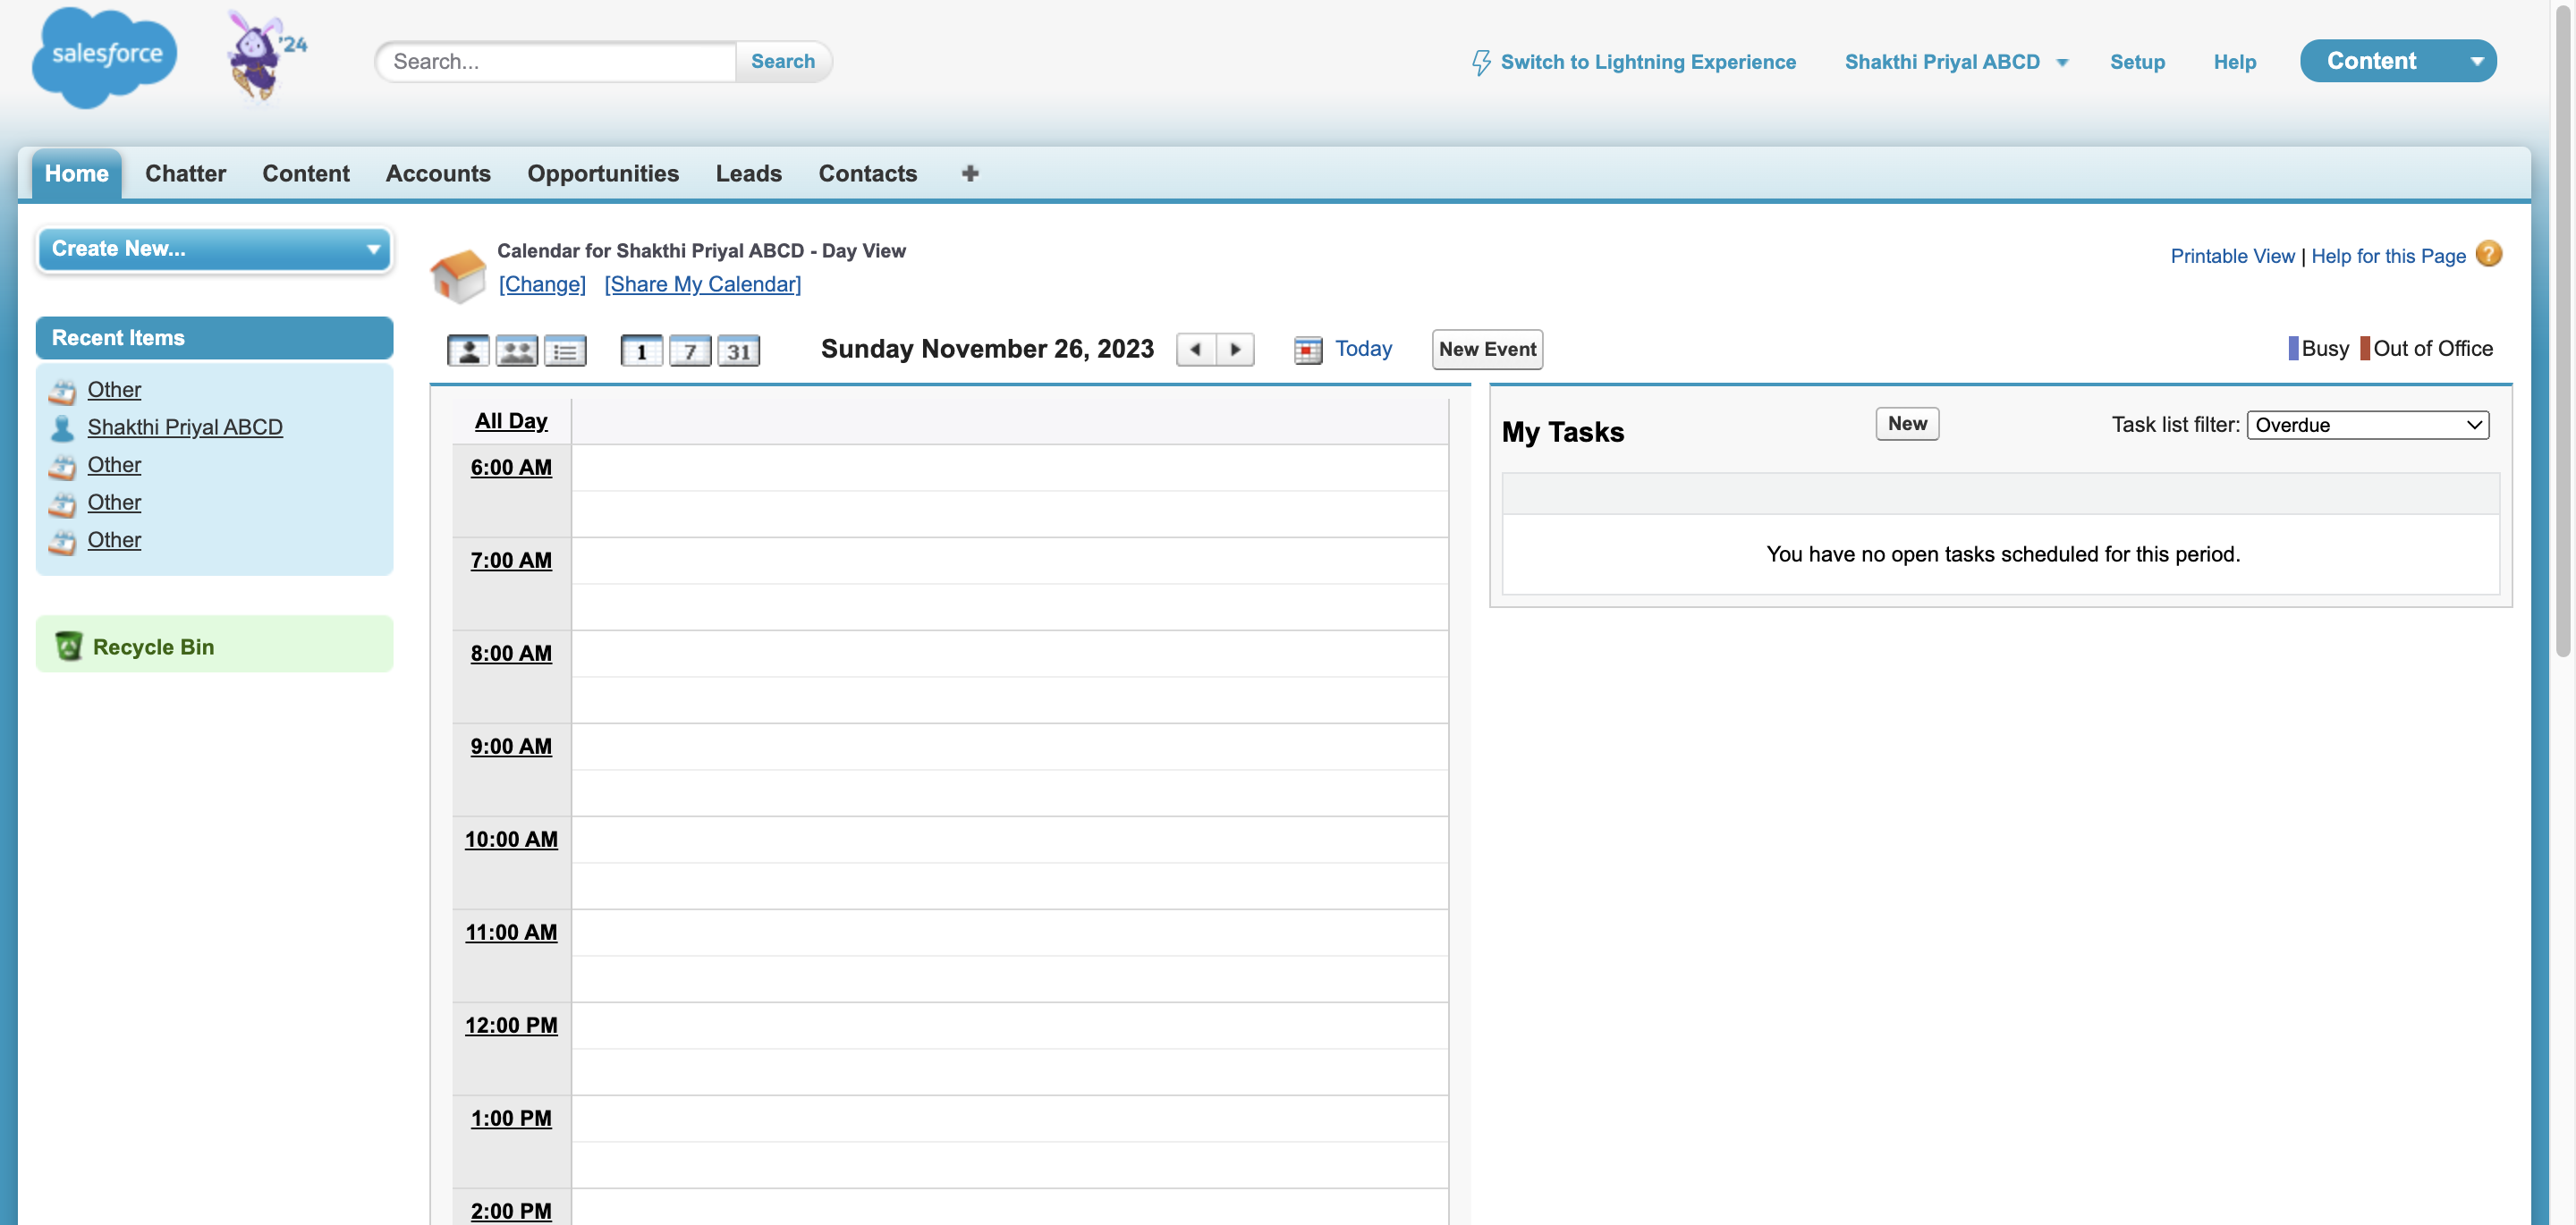 salesforce
'24
Search...
Search
Switch to Lightning Experience
Shakthi Priyal ABCD
Setup
Help
Content
Home
Chatter
Content
Accounts
Opportunities
Leads
Contacts
Create New...
Recent Items
Other
Shakthi Priyal ABCD
Other
Other
Other
Recycle Bin
Calendar for Shakthi Priyal ABCD - Day View
[Change] [Share My Calendar]
Printable View | Help for this Page ?
1 7 31
Sunday November 26, 2023
Today
New Event
Busy Out of Office
All Day
6:00 AM
7:00 AM
8:00 AM
9:00 AM
10:00 AM
11:00 AM
12:00 PM
1:00 PM
2:00 PM
My Tasks
New
Task list filter: Overdue
You have no open tasks scheduled for this period.